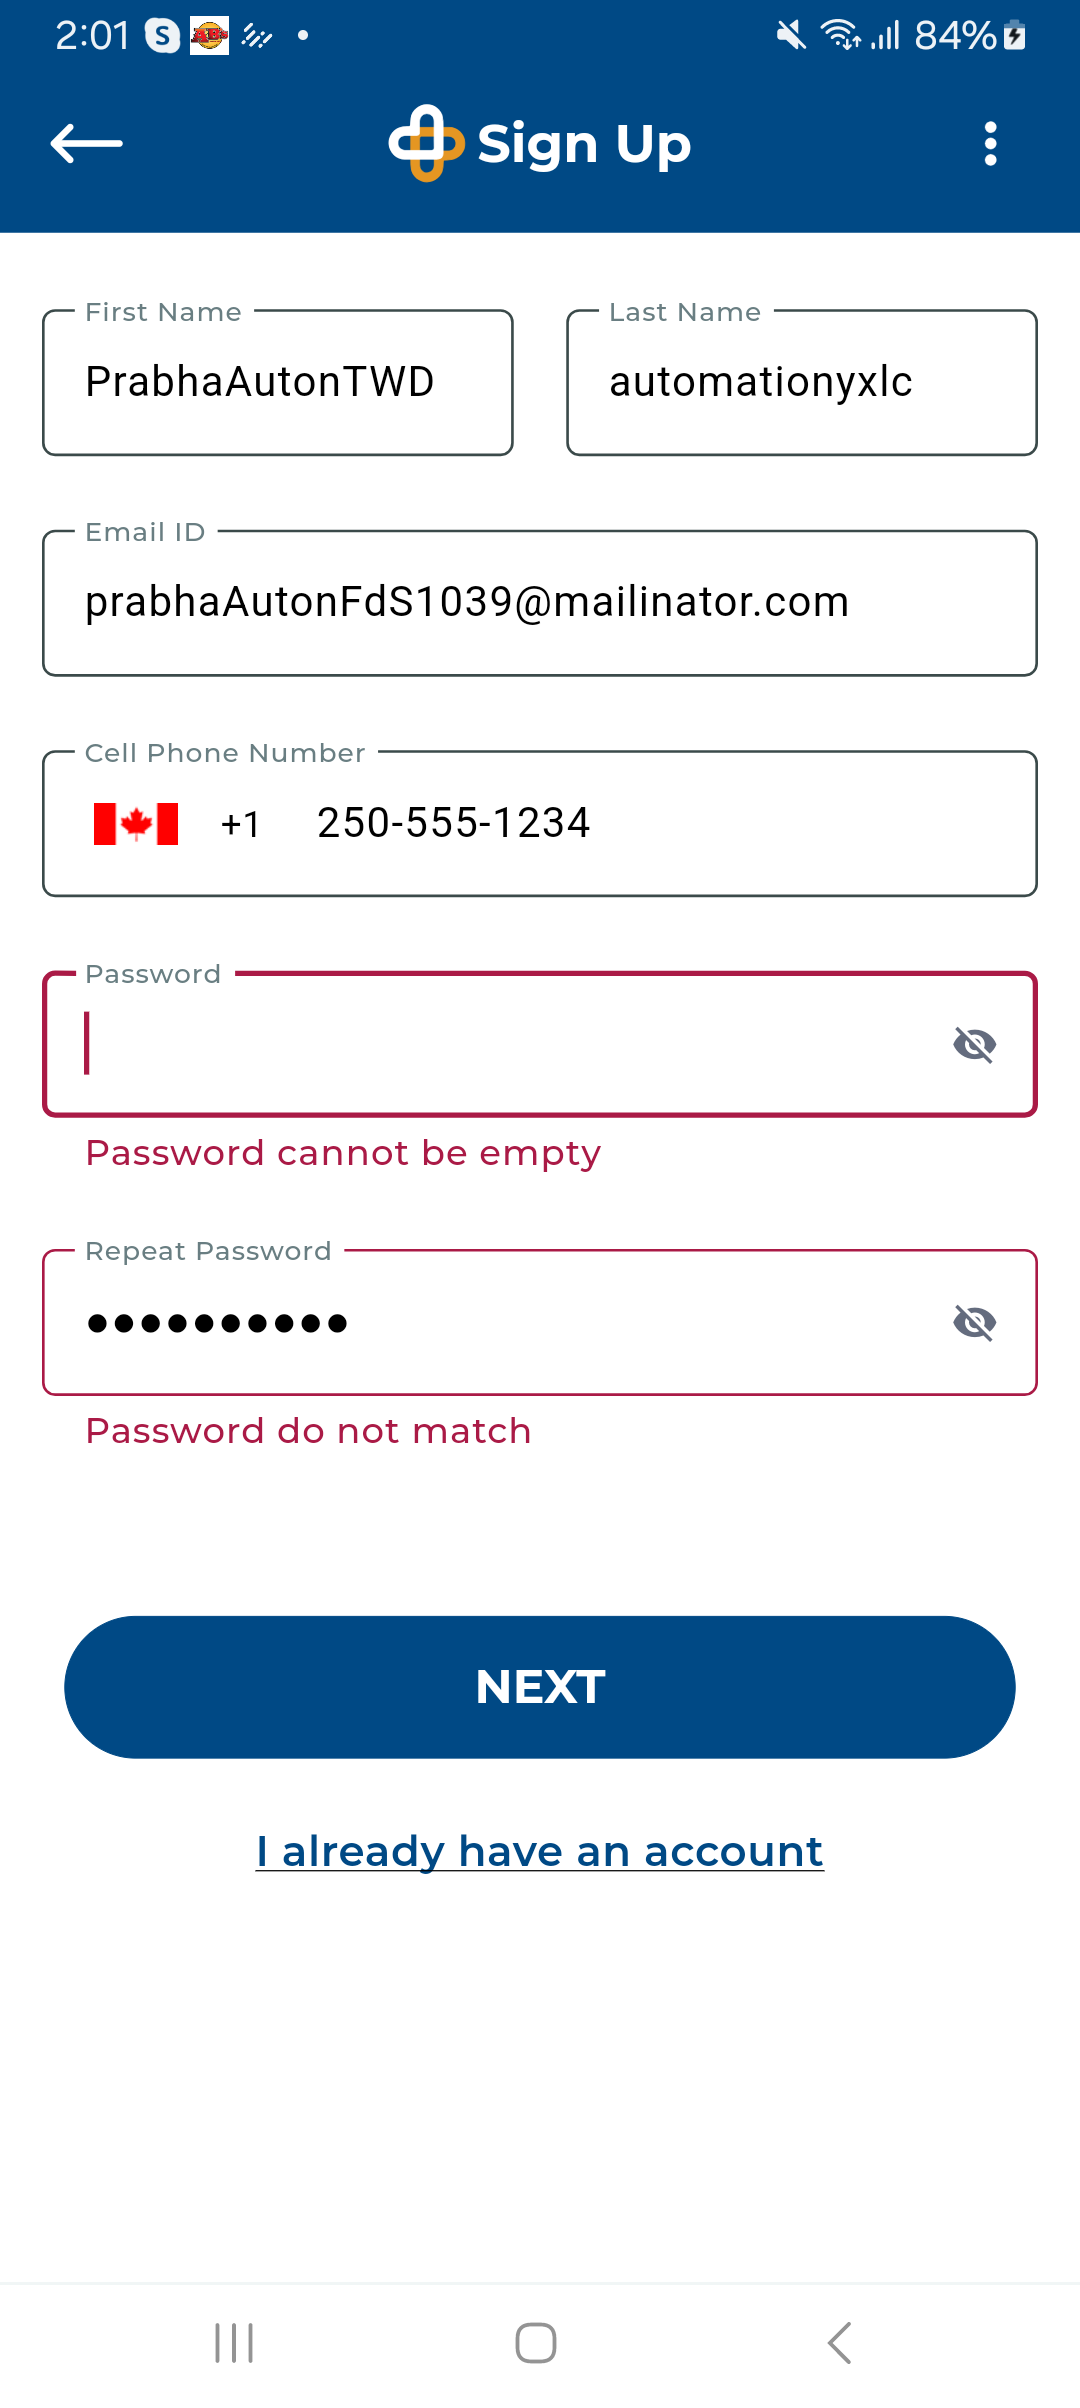 2:01 S 84%
Sign Up
First Name Last Name
PrabhaAutonTWD automationyxlc
Email ID
prabhaAutonFdS1039@mailinator.com
Cell Phone Number
+1 250-555-1234
Password
Password cannot be empty
Repeat Password
••••••••••
Password do not match
NEXT
I already have an account